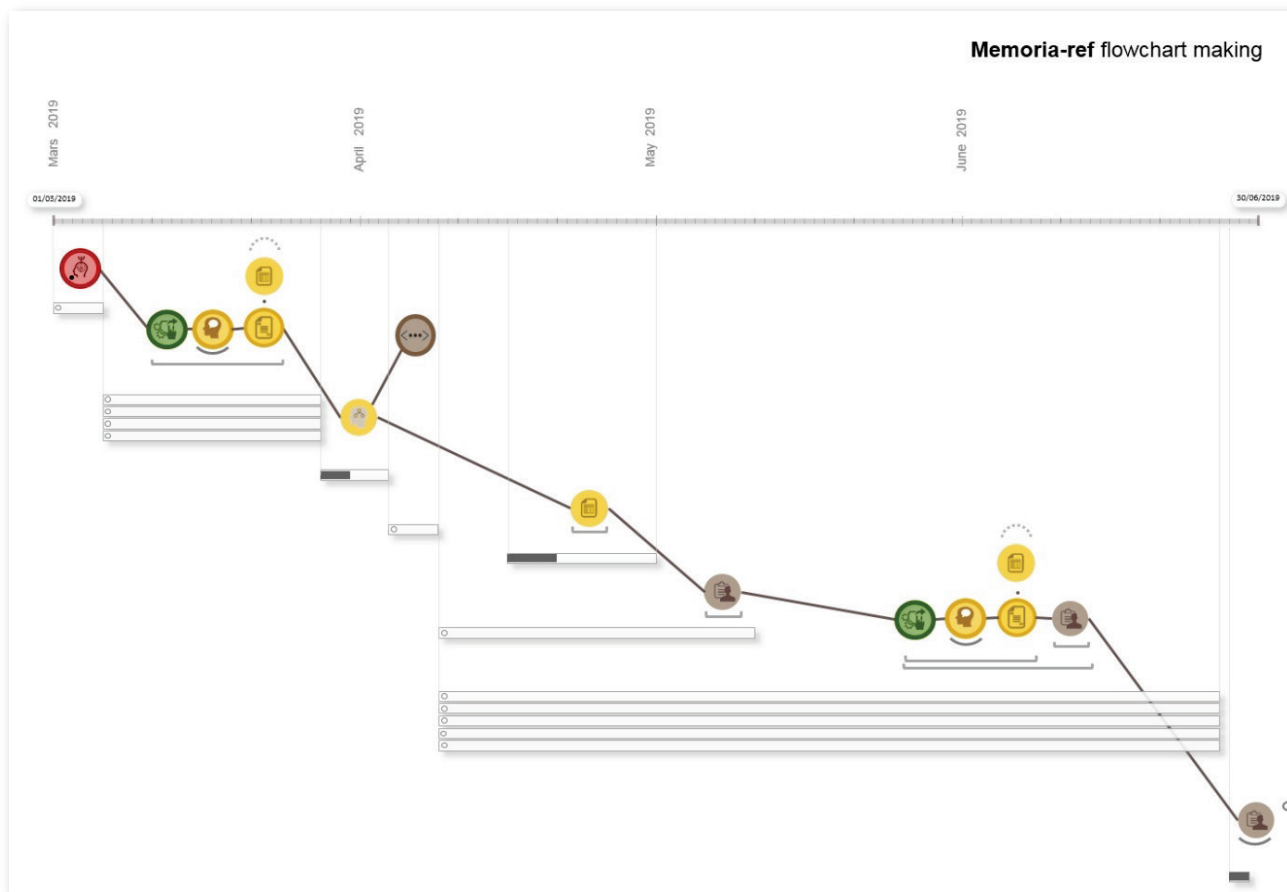 Memoria-ref flowchart making
Mars 2019
April 2019
May 2019
June 2019
01/03/2019
30/06/2019
<•••>